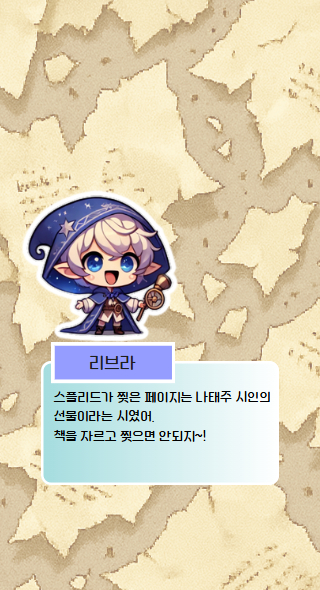 리브라
스플리드가 찢은 페이지는 나태주 시인의
선물이라는 시였어.
책을 자르고 찢으면 안되지~!